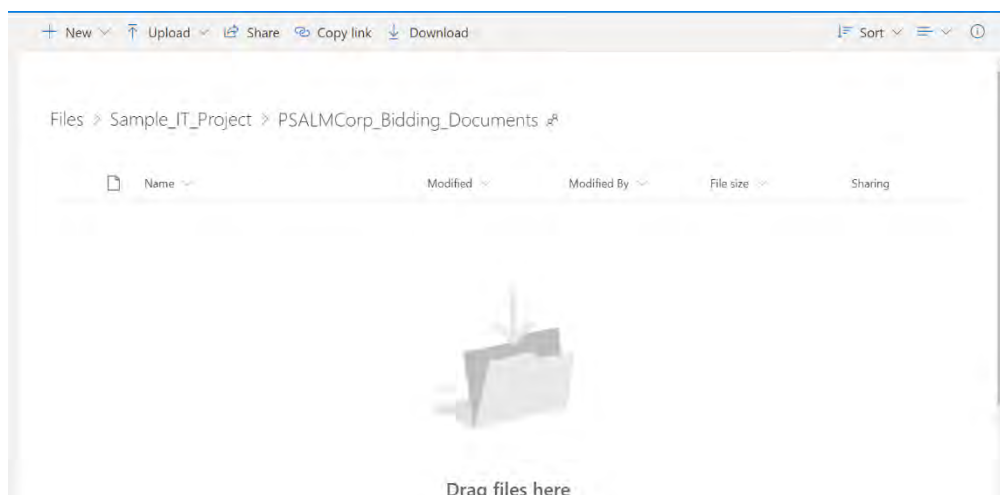 New Upload Share Copy link Download Sort
Files > Sample_IT_Project > PSALMCorp_Bidding_Documents
Name Modified Modified By File size Sharing
Drag files here